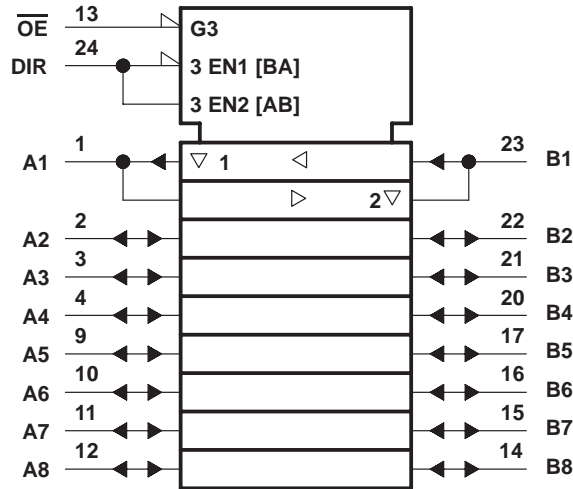 OE 13 G3
DIR 24 3 EN1 [BA]
3 EN2 [AB]
A1 1 1 23 B1
2
A2 2 22 B2
A3 3 21 B3
A4 4 20 B4
A5 9 17 B5
A6 10 16 B6
A7 11 15 B7
A8 12 14 B8